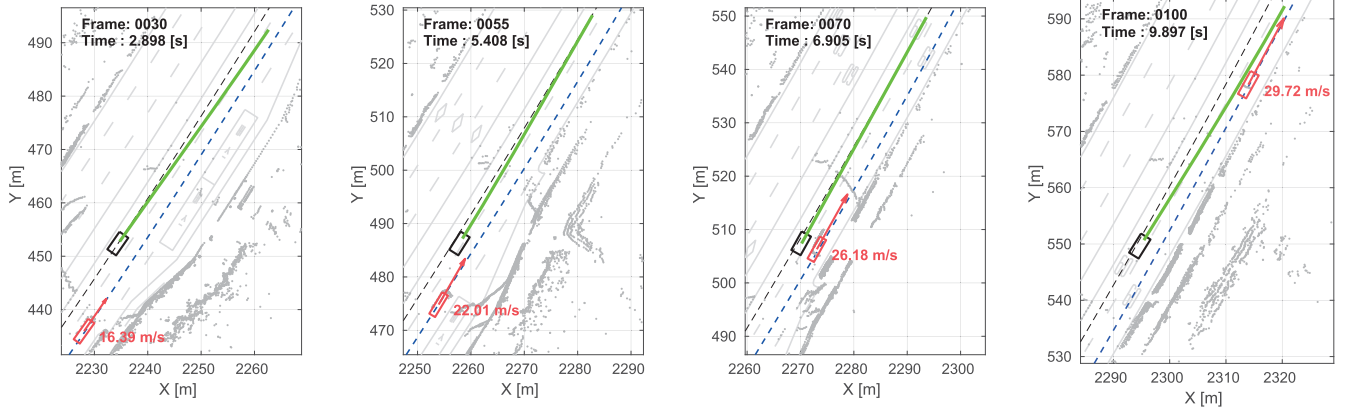 Frame: 0030
Time : 2.898 [s]
490
480
470
460
450
440
Y [m]
16.39 m/s
2230
2240
2250
2260
X [m]
Frame: 0055
Time : 5.408 [s]
530
520
510
500
490
480
470
Y [m]
22.01 m/s
2250
2260
2270
2280
2290
X [m]
Frame: 0070
Time : 6.905 [s]
550
540
530
520
510
500
490
Y [m]
26.18 m/s
2260
2270
2280
2290
2300
X [m]
Frame: 0100
Time : 9.897 [s]
590
580
570
560
550
540
530
Y [m]
29.72 m/s
2290
2300
2310
2320
X [m]